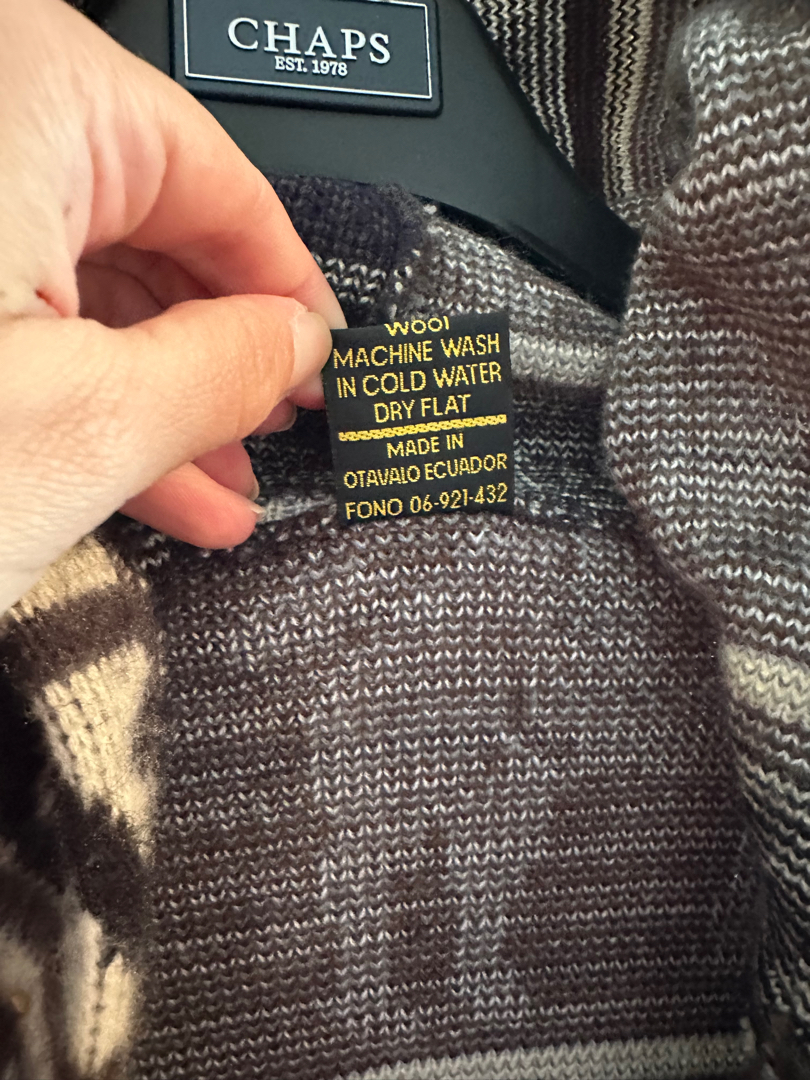 CHAPS
EST. 1978
WOOl
MACHINE WASH
IN COLD WATER
DRY FLAT
MADE IN
OTAVALO ECUADOR
FONO 06-921-432